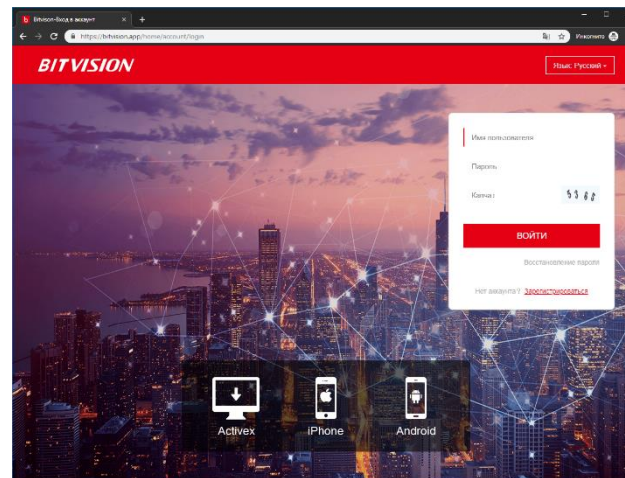 Bitvision-Вход в аккаунт
https://bitvision.app/home/account/login
Инкогнито
BITVISION
Язык: Русский
Имя пользователя
Пароль
Капча:
ВОЙТИ
Восстановление пароля
Нет аккаунта? Зарегистрироваться
Activex
iPhone
Android